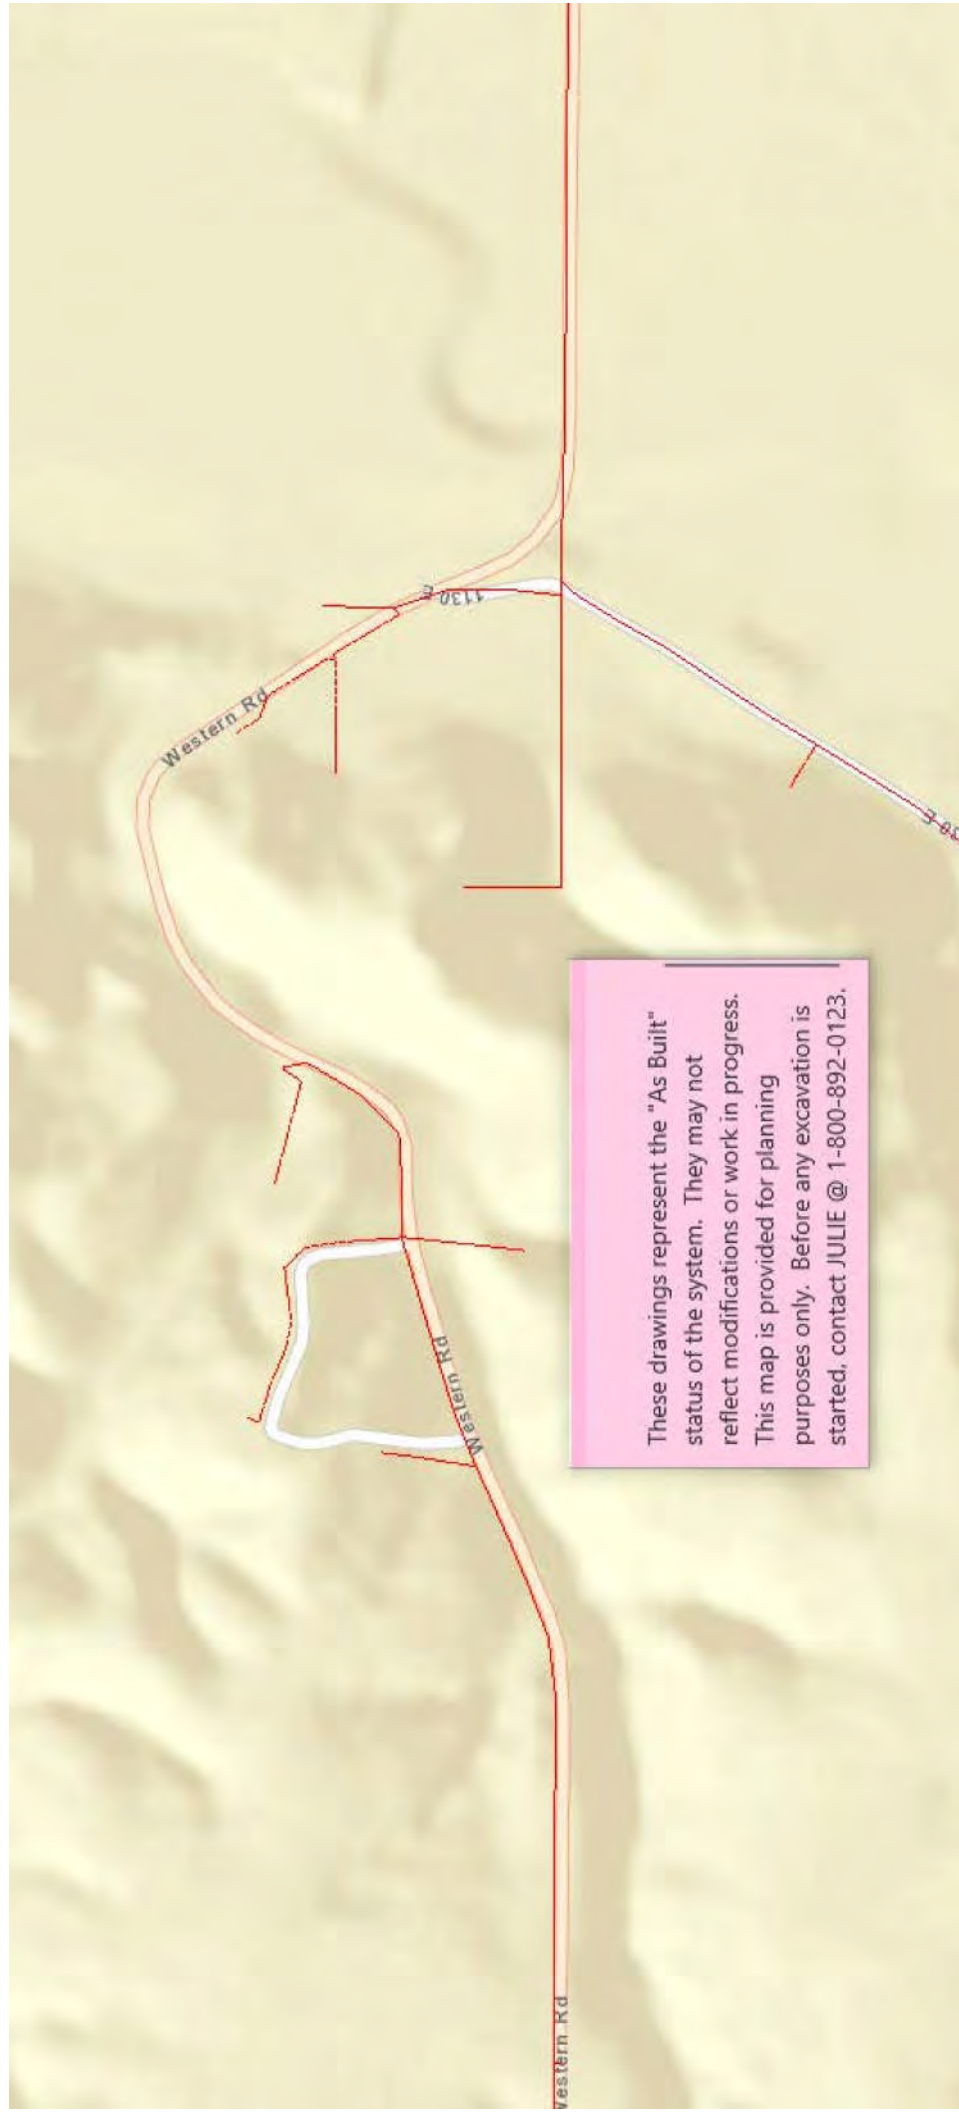 1130 E
Western Rd
30 E
These drawings represent the "As Built"
status of the system. They may not
reflect modifications or work in progress.
This map is provided for planning
purposes only. Before any excavation is
started, contact JULIE @ 1-800-892-0123.
Western Rd
Western Rd